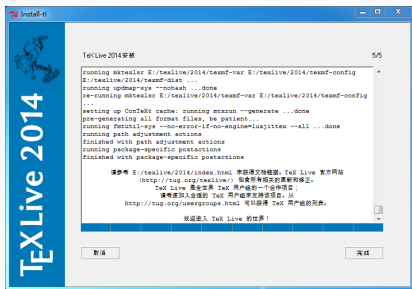 Install-tl
TeX Live 2014 安装
5/5
running mktexlsr E:/texlive/2014/texmf-var E:/texlive/2014/texmf-config
E:/texlive/2014/texmf-dist ...
running updmap-sys --nohash ...done
re-running mktexlsr E:/texlive/2014/texmf-var E:/texlive/2014/texmf-config
...
setting up ConTeXt cache: running mtxrun --generate ...done
pre-generating all format files, be patient...
running fmtutil-sys --no-error-if-no-engine=luajittex --all ...done
running path adjustment actions
finished with path adjustment actions
running package-specific postactions
finished with package-specific postactions
请参考 E:/texlive/2014/index.html 来获得文档链接。TeX Live 官方网站
(http://tug.org/texlive/) 包含所有相关的更新和修正。
TeX Live 是全世界 TeX 用户组的一个合作项目；
请考虑加入合适的 TeX 用户组来支持该项目。从
http://tug.org/usergroups.html 可以获得 TeX 用户组的列表。
欢迎进入 TeX Live 的世界！
TEXLive 2014
取消
完成